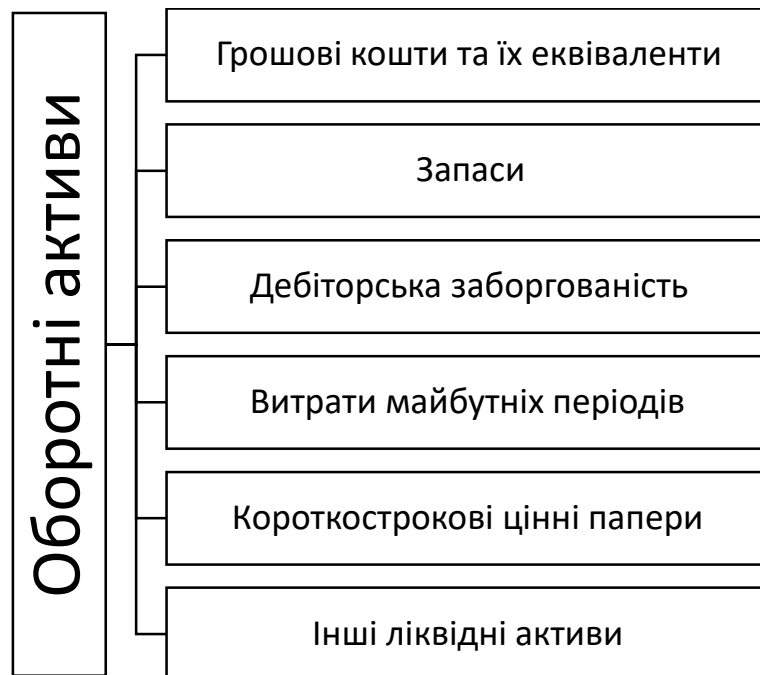 Оборотні активи
Грошові кошти та їх еквіваленти
Запаси
Дебіторська заборгованість
Витрати майбутніх періодів
Короткострокові цінні папери
Інші ліквідні активи